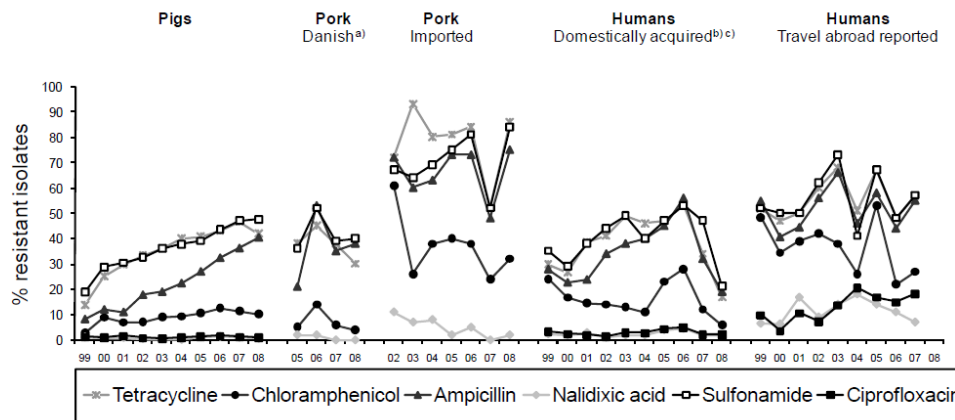 Pigs Pork Pork Humans Humans
Danish a) Imported Domestically acquired b) c) Travel abroad reported
% resistant isolates
100
90
80
70
60
50
40
30
20
10
0
99 00 01 02 03 04 05 06 07 08 05 06 07 08 02 03 04 05 06 07 08 99 00 01 02 03 04 05 06 07 08 99 00 01 02 03 04 05 06 07 08
Tetracycline Chloramphenicol Ampicillin Nalidixic acid Sulfonamide Ciprofloxacin